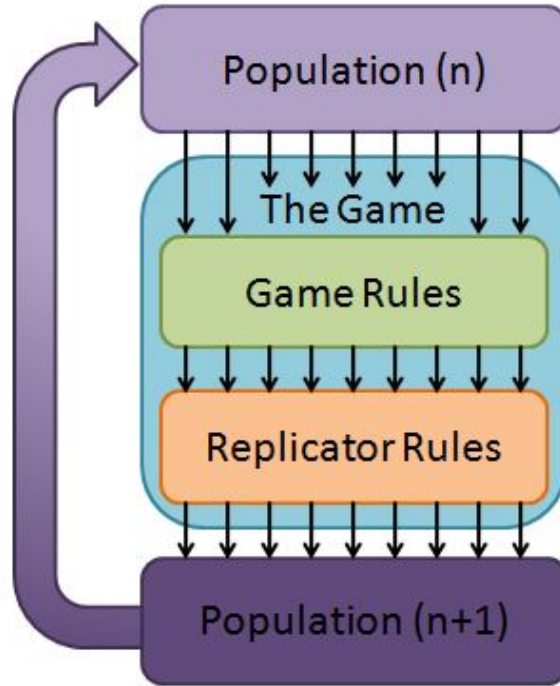 Population (n)
The Game
Game Rules
Replicator Rules
Population (n+1)